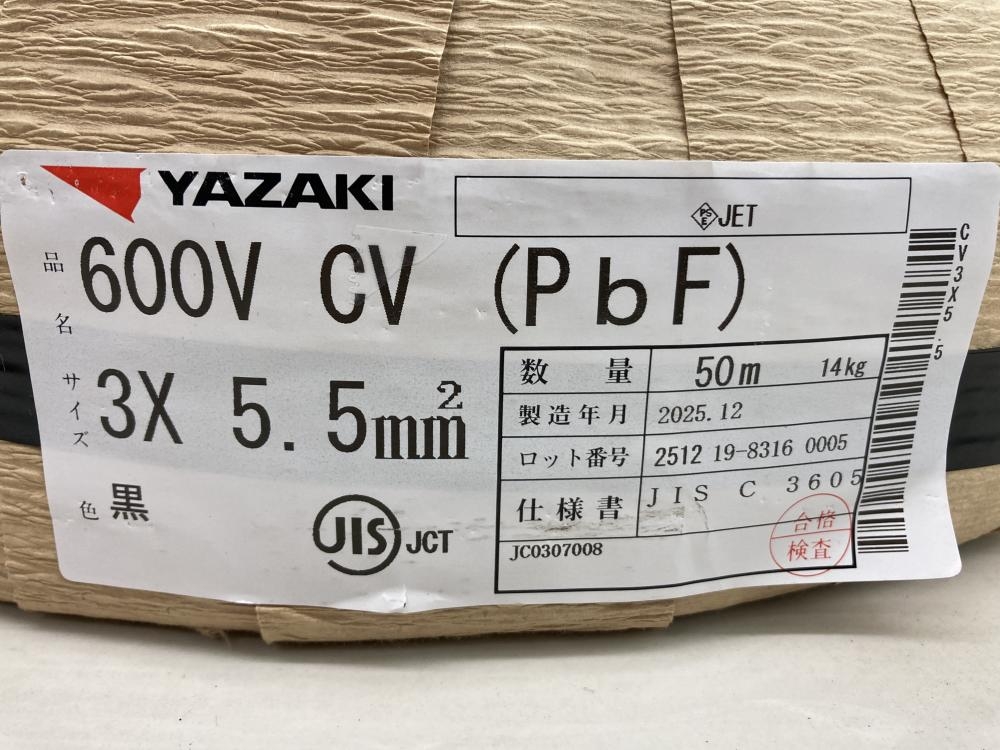 YAZAKI
PSE JET
品名 600V CV (PbF)
サイズ 3X 5.5mm²
色 黒
JIS JCT
数量 50m 14kg
製造年月 2025.12
ロット番号 2512 19-8316 0005
仕様書 JIS C 3605
JC0307008
合格
検査
CV3X5.5